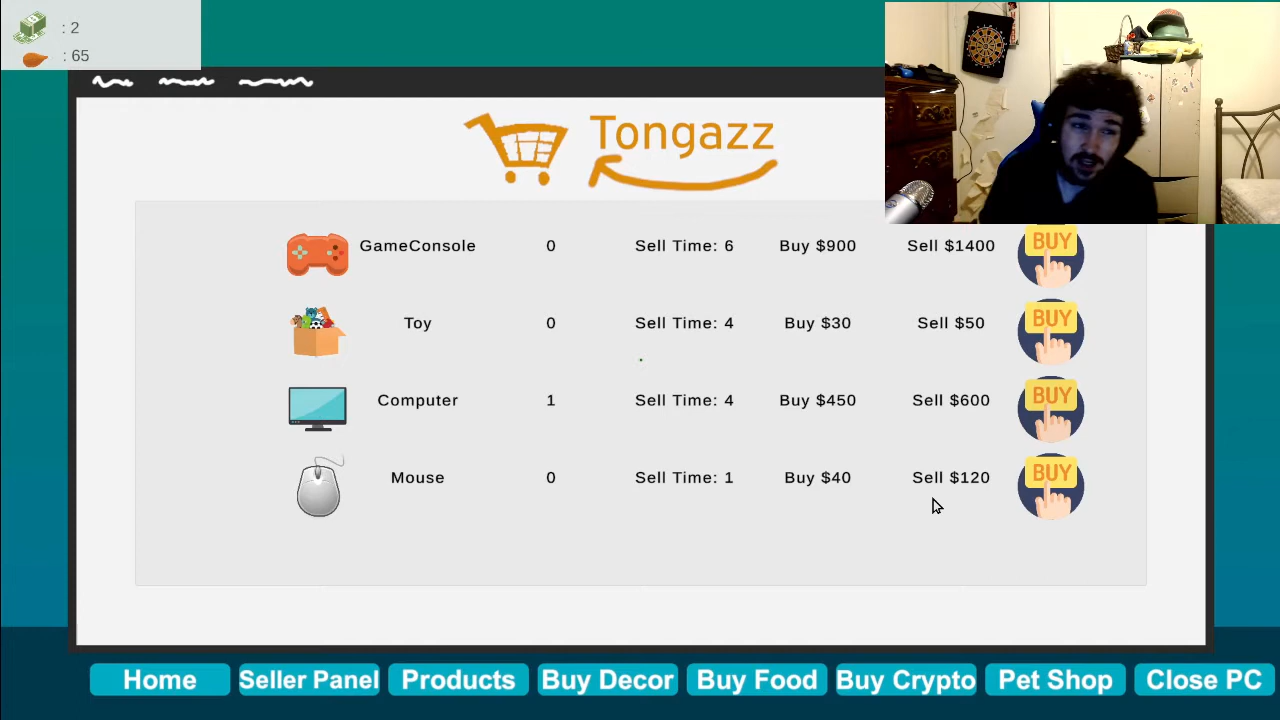 : 2
: 65
Tongazz
GameConsole 0 Sell Time: 6 Buy $900 Sell $1400 BUY
Toy 0 Sell Time: 4 Buy $30 Sell $50 BUY
Computer 1 Sell Time: 4 Buy $450 Sell $600 BUY
Mouse 0 Sell Time: 1 Buy $40 Sell $120 BUY
Home Seller Panel Products Buy Decor Buy Food Buy Crypto Pet Shop Close PC